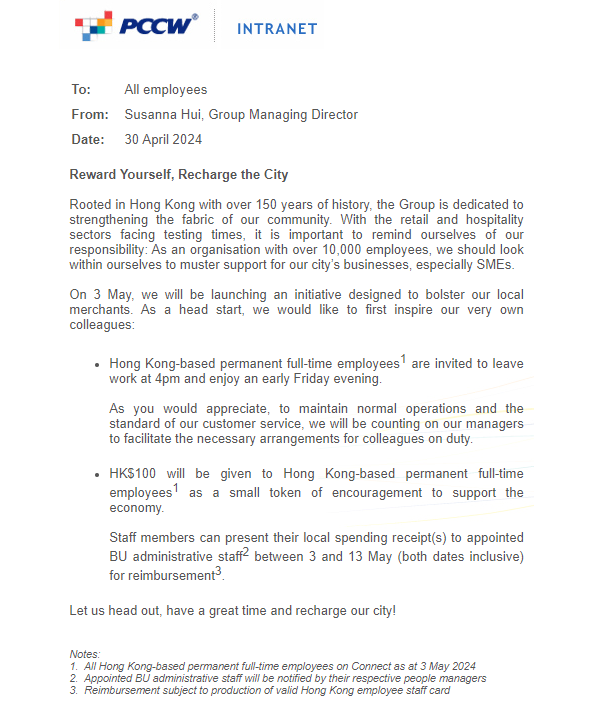 PCCW® INTRANET
To: All employees
From: Susanna Hui, Group Managing Director
Date: 30 April 2024
Reward Yourself, Recharge the City
Rooted in Hong Kong with over 150 years of history, the Group is dedicated to
strengthening the fabric of our community. With the retail and hospitality
sectors facing testing times, it is important to remind ourselves of our
responsibility: As an organisation with over 10,000 employees, we should look
within ourselves to muster support for our city's businesses, especially SMEs.
On 3 May, we will be launching an initiative designed to bolster our local
merchants. As a head start, we would like to first inspire our very own
colleagues:
• Hong Kong-based permanent full-time employees1 are invited to leave
work at 4pm and enjoy an early Friday evening.
As you would appreciate, to maintain normal operations and the
standard of our customer service, we will be counting on our managers
to facilitate the necessary arrangements for colleagues on duty.
• HK$100 will be given to Hong Kong-based permanent full-time
employees1 as a small token of encouragement to support the
economy.
Staff members can present their local spending receipt(s) to appointed
BU administrative staff2 between 3 and 13 May (both dates inclusive)
for reimbursement3.
Let us head out, have a great time and recharge our city!
Notes:
1. All Hong Kong-based permanent full-time employees on Connect as at 3 May 2024
2. Appointed BU administrative staff will be notified by their respective people managers
3. Reimbursement subject to production of valid Hong Kong employee staff card